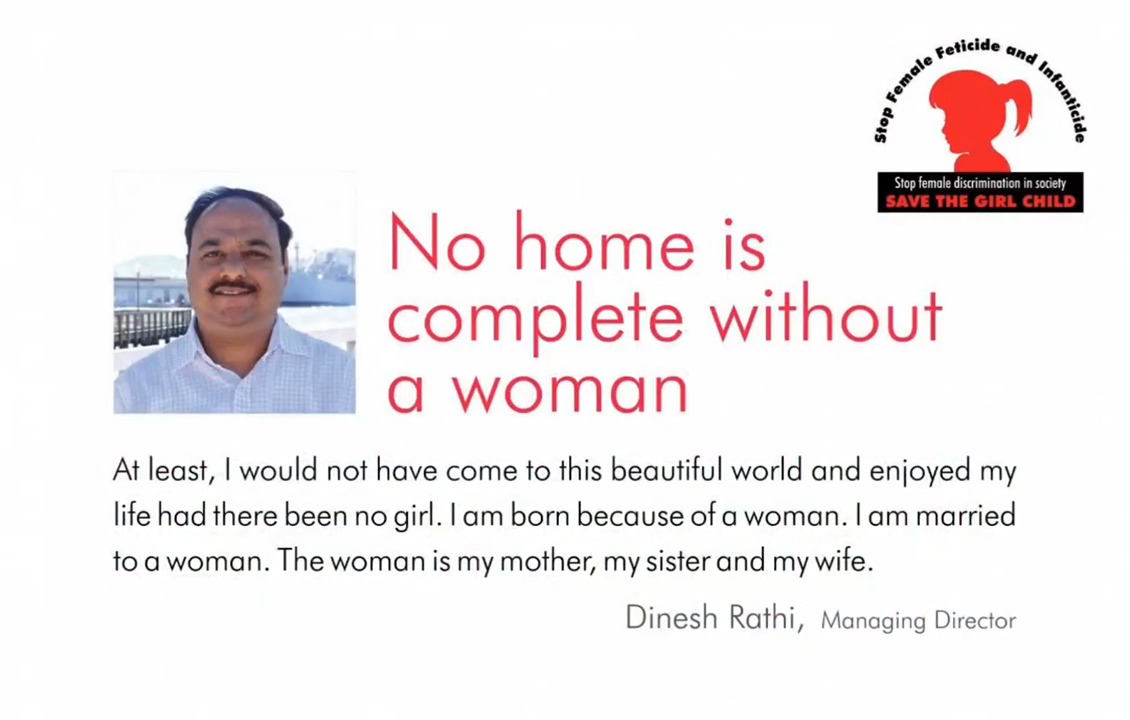 Stop Female Feticide and Infanticide
Stop female discrimination in society
SAVE THE GIRL CHILD
No home is
complete without
a woman
At least, I would not have come to this beautiful world and enjoyed my
life had there been no girl. I am born because of a woman. I am married
to a woman. The woman is my mother, my sister and my wife.
Dinesh Rathi, Managing Director